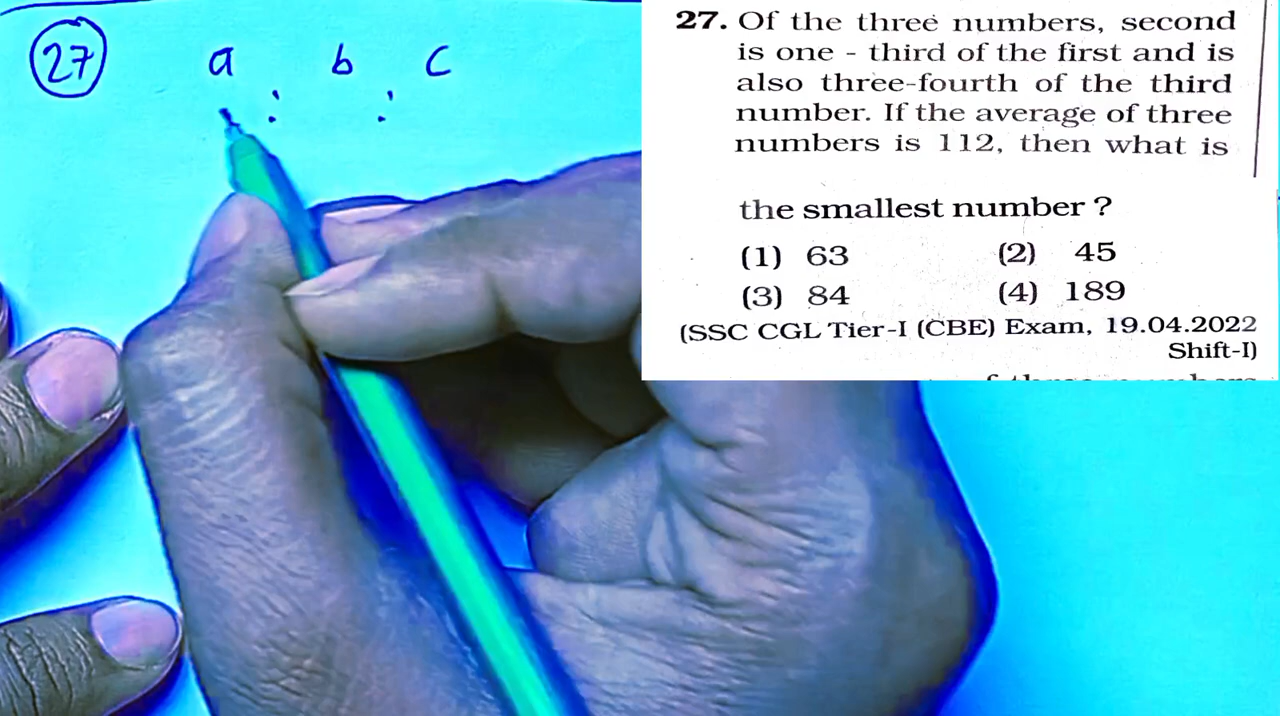 27 a b c
: :
27. Of the three numbers, second
is one - third of the first and is
also three-fourth of the third
number. If the average of three
numbers is 112, then what is
the smallest number ?
(1) 63 (2) 45
(3) 84 (4) 189
(SSC CGL Tier-I (CBE) Exam, 19.04.2022
Shift-I)